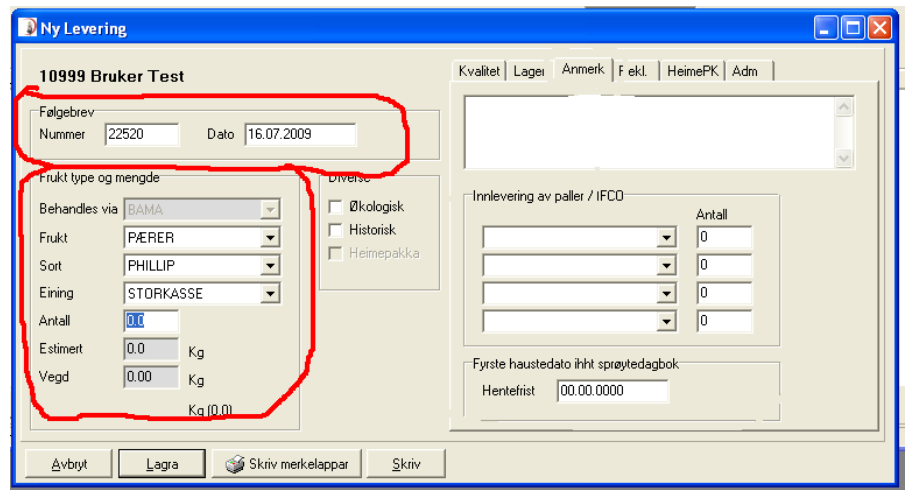 Ny Levering
10999 Bruker Test
Følgebrev
Nummer 22520 Dato 16.07.2009
Frukt type og mengde
Behandles via BAMA
Frukt PÆRER
Sort PHILLIP
Eining STORKASSE
Antall 0.0
Estimert 0.0 Kg
Vegd 0.00 Kg
Kg (0.0)
Diverse
Økologisk
Historisk
Heimepakka
Kvalitet Lager Anmerk R ekl. HeimePK Adm
Innlevering av paller / IFCO
Antall
0
0
0
0
Fyrste haustedato ihht sprøytedagbok
Hentefrist 00.00.0000
Avbryt Lagra Skriv merkelappar Skriv